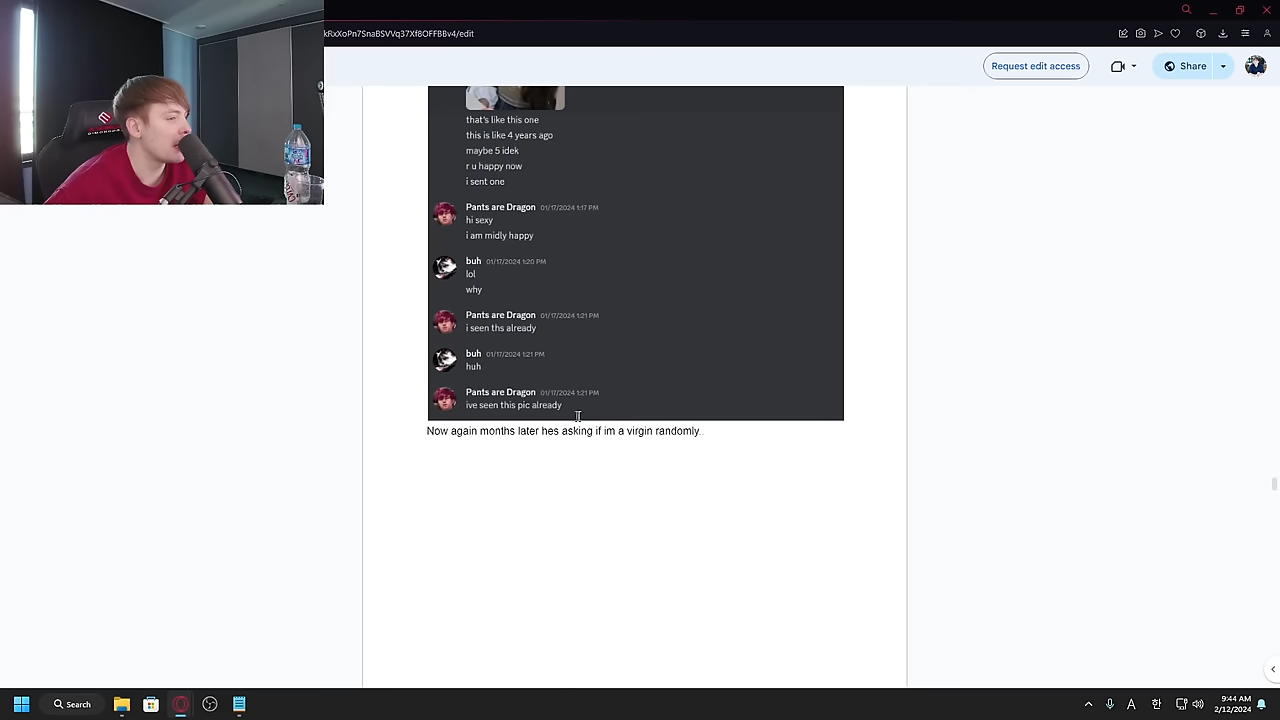 kRxXoPn7SnaBSVVq37Xf8OFFBBv4/edit
Request edit access
Share
that's like this one
this is like 4 years ago
maybe 5 idek
r u happy now
i sent one
Pants are Dragon 01/17/2024 1:17 PM
hi sexy
i am midly happy
buh 01/17/2024 1:20 PM
lol
why
Pants are Dragon 01/17/2024 1:21 PM
i seen ths already
buh 01/17/2024 1:21 PM
huh
Pants are Dragon 01/17/2024 1:21 PM
ive seen this pic already
Now again months later hes asking if im a virgin randomly..
Search
A
한
9:44 AM
2/12/2024